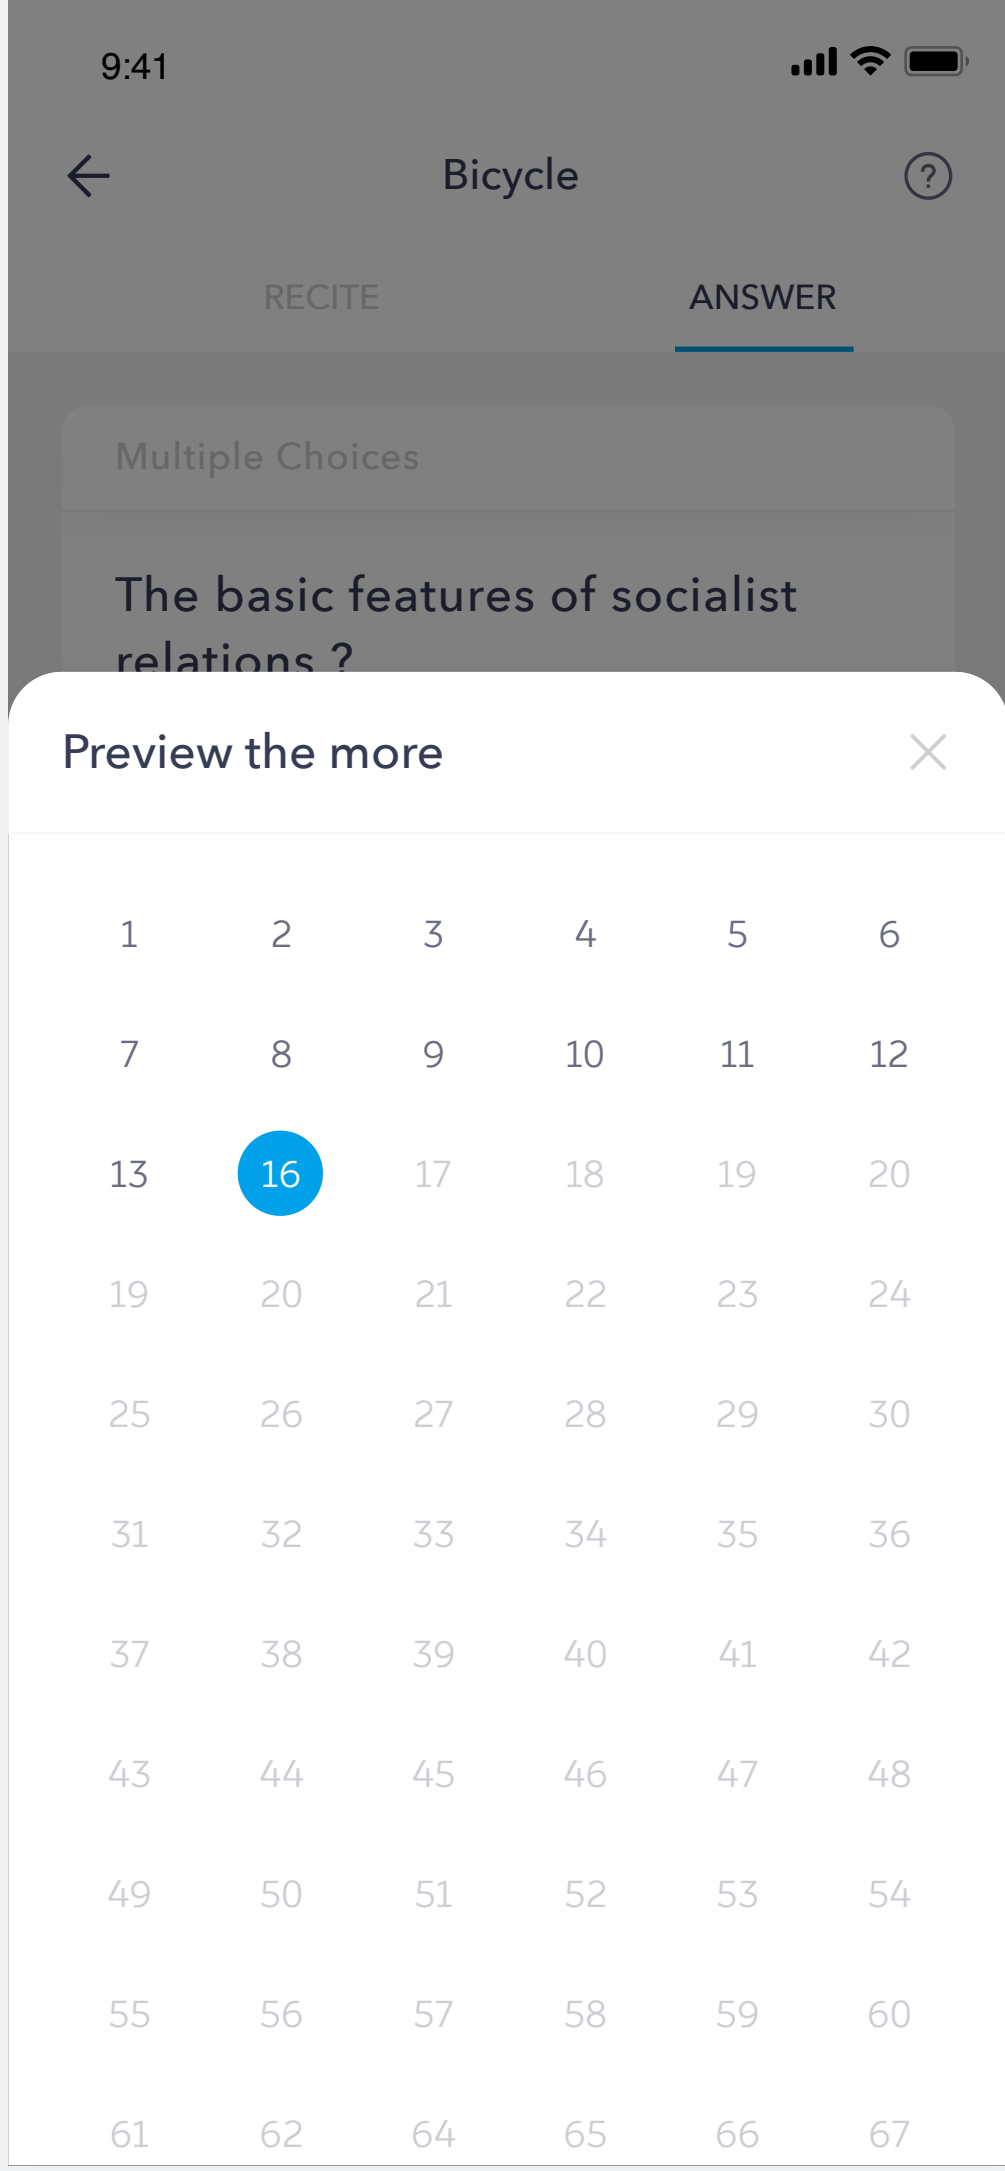 9:41
Bicycle
?
RECITE ANSWER
Multiple Choices
The basic features of socialist
relations ?
Preview the more
1 2 3 4 5 6
7 8 9 10 11 12
13 16 17 18 19 20
19 20 21 22 23 24
25 26 27 28 29 30
31 32 33 34 35 36
37 38 39 40 41 42
43 44 45 46 47 48
49 50 51 52 53 54
55 56 57 58 59 60
61 62 64 65 66 67